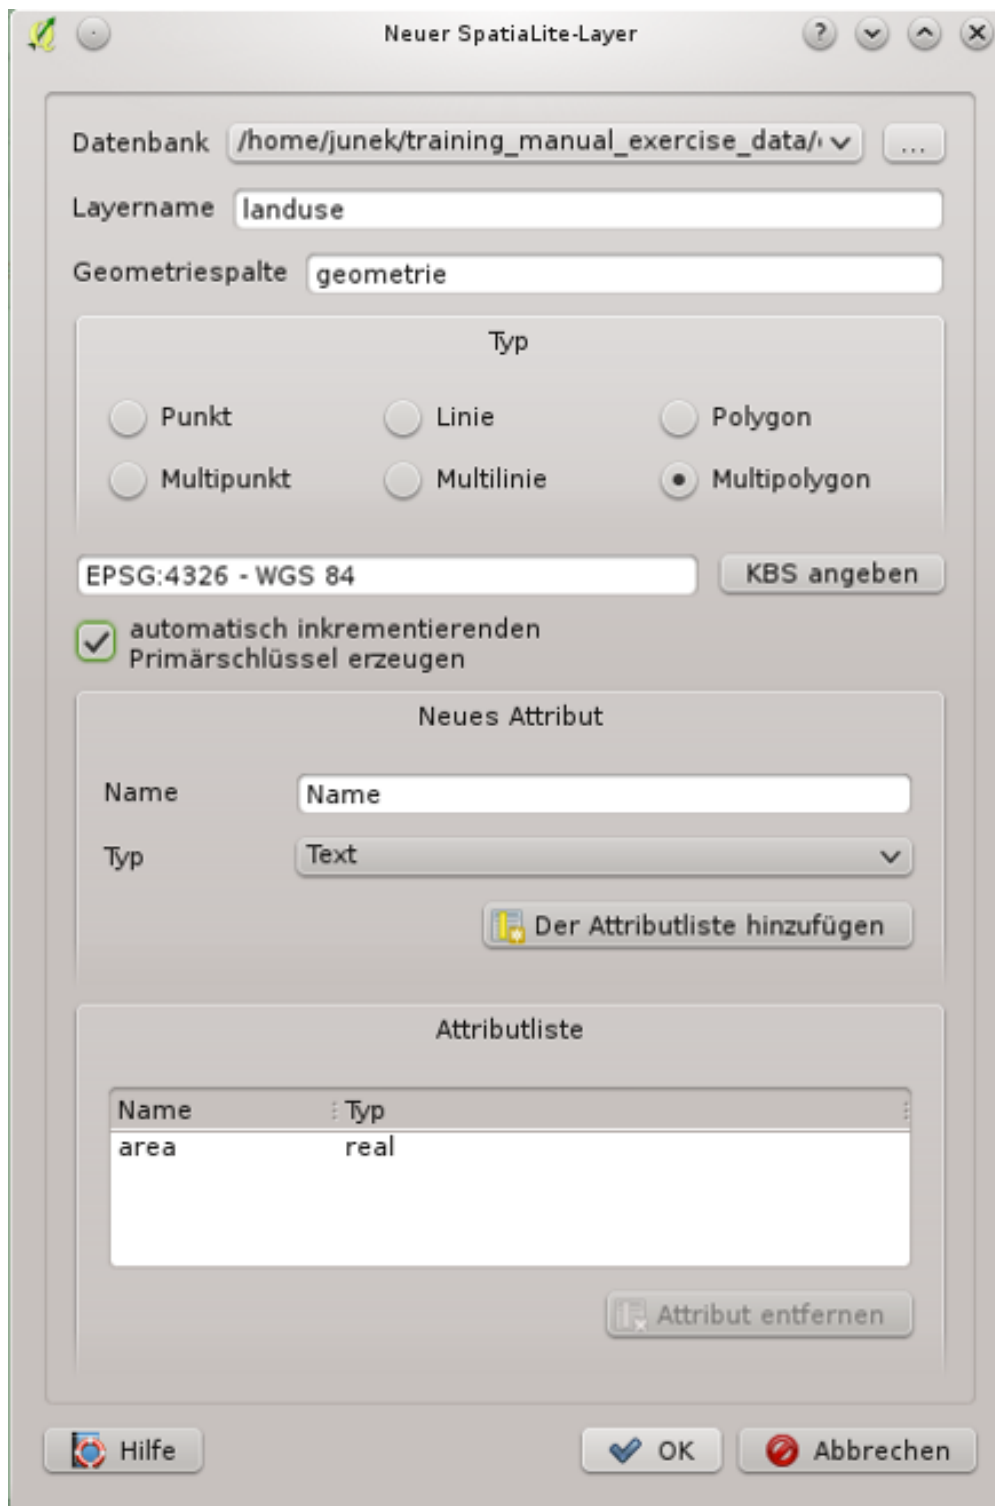 Neuer SpatiaLite-Layer
Datenbank /home/junek/training_manual_exercise_data/ ...
Layername landuse
Geometriespalte geometrie
Typ
Punkt Linie Polygon
Multipunkt Multilinie Multipolygon
EPSG:4326 - WGS 84 KBS angeben
automatisch inkrementierenden
Primärschlüssel erzeugen
Neues Attribut
Name Name
Typ Text
Der Attributliste hinzufügen
Attributliste
Name Typ
area real
Attribut entfernen
Hilfe OK Abbrechen